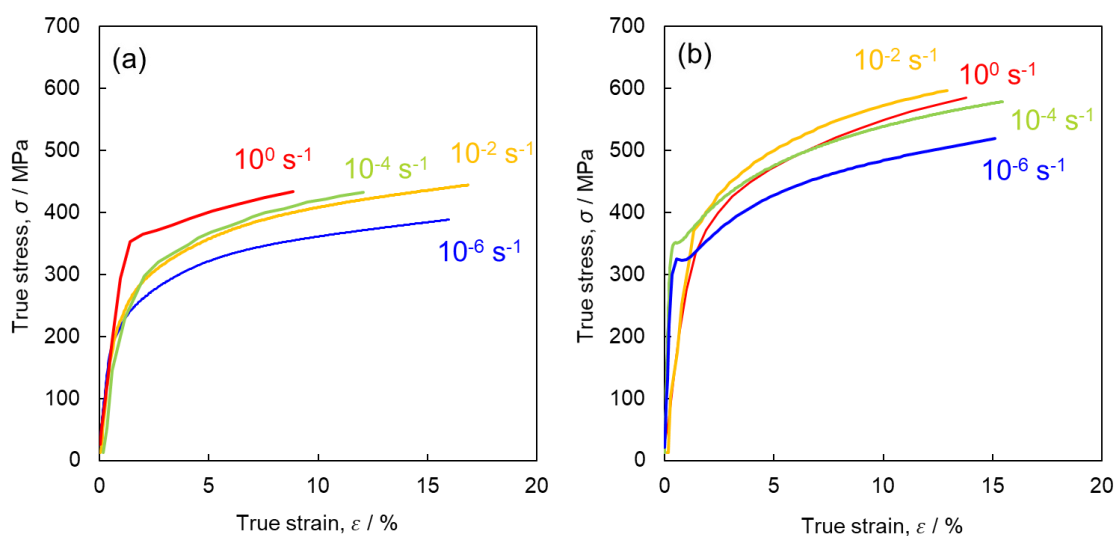 (a)
700
600
500
400
300
200
100
0
0 5 10 15 20
True stress, σ / MPa
True strain, ε / %
10⁰ s⁻¹
10⁻⁴ s⁻¹
10⁻² s⁻¹
10⁻⁶ s⁻¹
(b)
700
600
500
400
300
200
100
0
0 5 10 15 20
True stress, σ / MPa
True strain, ε / %
10⁻² s⁻¹
10⁰ s⁻¹
10⁻⁴ s⁻¹
10⁻⁶ s⁻¹